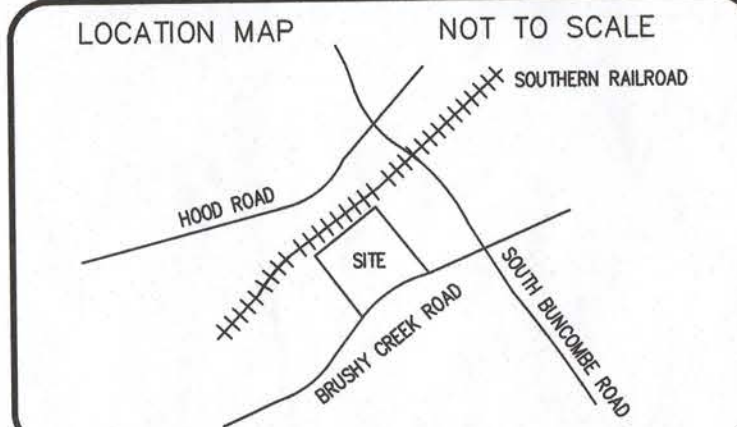 LOCATION MAP
NOT TO SCALE
SOUTHERN RAILROAD
HOOD ROAD
SITE
SOUTH BUNCOMBE ROAD
BRUSHY CREEK ROAD